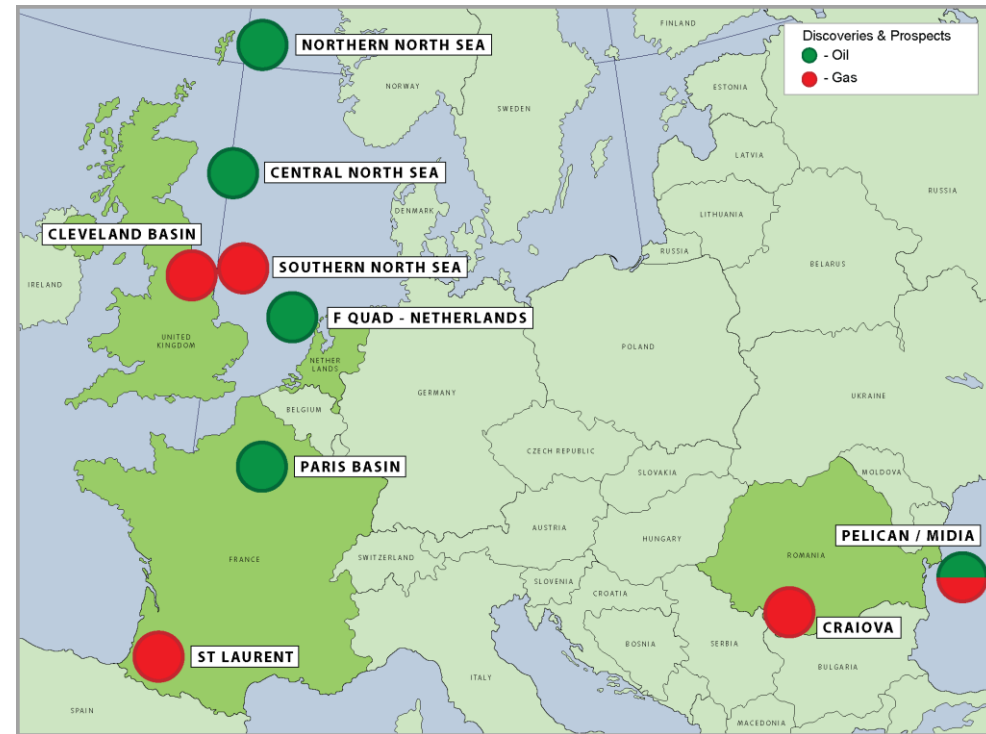 FINLAND
Discoveries & Prospects
- Oil
- Gas
NORTHERN NORTH SEA
NORWAY
SWEDEN
ESTONIA
LATVIA
CENTRAL NORTH SEA
RUSSIA
DENMARK
LITHUANIA
CLEVELAND BASIN
RUSSIA
BELARUS
SOUTHERN NORTH SEA
IRELAND
F QUAD - NETHERLANDS
UNITED
KINGDOM
POLAND
NETHER
LANDS
GERMANY
UKRAINE
BELGIUM
CZECH REPUBLIC
PARIS BASIN
SLOVAKIA
MOLDOVA
AUSTRIA
HUNGARY
PELICAN / MIDIA
FRANCE
SWITZERLAND
ROMANIA
SLOVENIA
CROATIA
CRAIOVA
BOSNIA
SERBIA
ST LAURENT
BULGARIA
ITALY
SPAIN
MACEDONIA